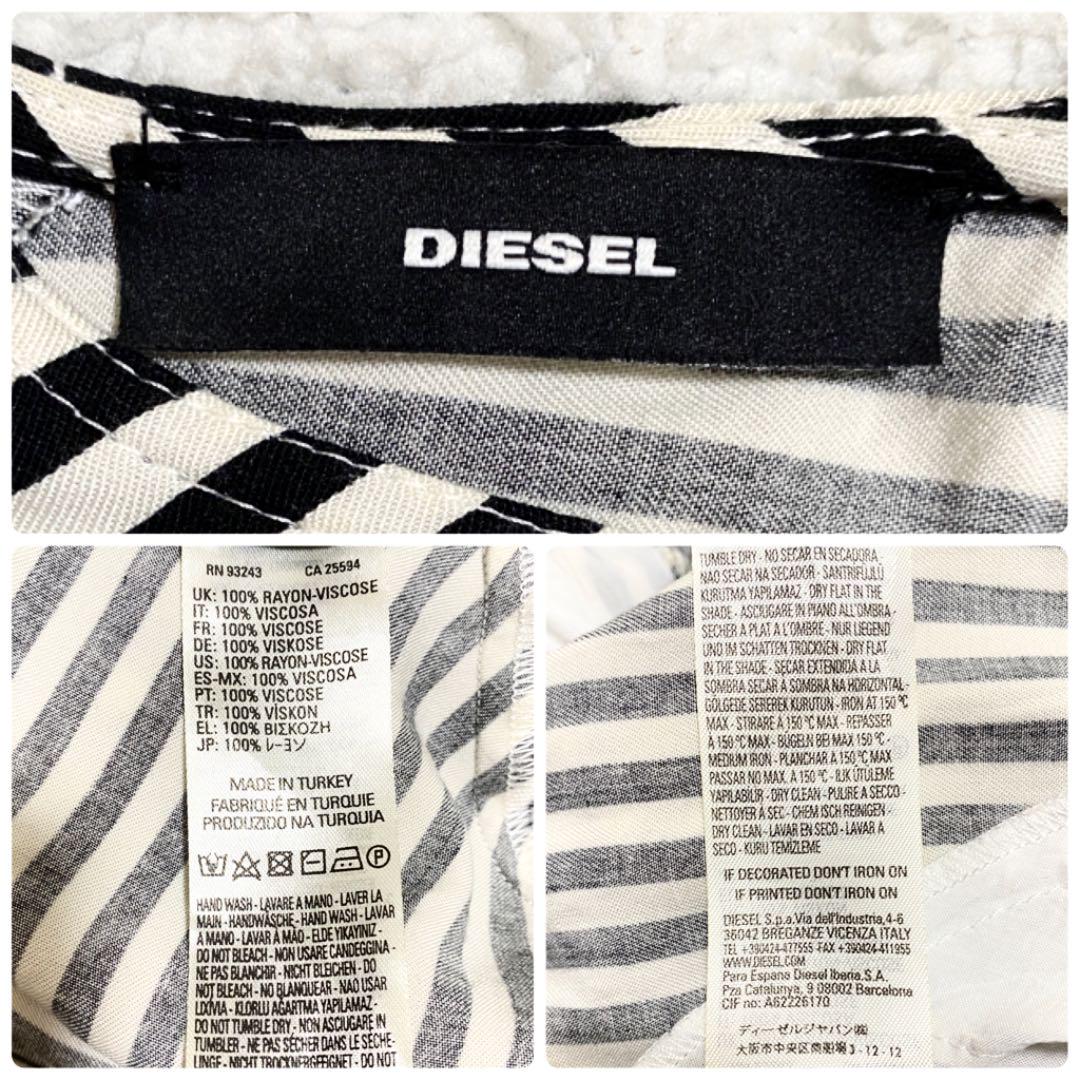 DIESEL
RN 93243 CA 25594
UK: 100% RAYON-VISCOSE
IT: 100% VISCOSA
FR: 100% VISCOSE
DE: 100% VISKOSE
US: 100% RAYON-VISCOSE
ES-MX: 100% VISCOSA
PT: 100% VISCOSE
TR: 100% VİSKON
EL: 100% ΒΙΣΚΟΖΗ
JP: 100% レーヨン
MADE IN TURKEY
FABRIQUÉ EN TURQUIE
PRODUZIDO NA TURQUIA
HAND WASH - LAVARE A MANO - LAVER LA
MAIN - HANDWÄSCHE - HAND WASH - LAVAR
A MANO - LAVAR À MÃO - ELDE YIKAYINIZ -
DO NOT BLEACH - NON USARE CANDEGGINA -
NE PAS BLANCHIR - NICHT BLEICHEN - DO
NOT BLEACH - NO BLANQUEAR - NAO USAR
LIXIVIA - KLORLU AĞARTMA YAPILAMAZ -
DO NOT TUMBLE DRY - NON ASCIUGARE IN
TUMBLER - NE PAS SÉCHER DANS LE SÈCHE-
LINGE - NICHT TROCKNERGEEIGNET - DO NOT
TUMBLE DRY - NO SECAR EN SECADORA -
NAO SECAR NA SECADOR - SANTRIFUJLÜ
KURUTMA YAPILAMAZ - DRY FLAT IN THE
SHADE - ASCIUGARE IN PIANO ALL'OMBRA -
SECHER A PLAT A L'OMBRE - NUR LIEGEND
UND IM SCHATTEN TROCKNEN - DRY FLAT
IN THE SHADE - SECAR EXTENDIDA A LA
SOMBRA SECAR À SOMBRA NA HORIZONTAL -
GÖLGEDE SEREREK KURUTUN - IRON AT 150 °C
MAX - STIRARE À 150 °C MAX - REPASSER
A 150 °C MAX - BÜGELN BEI MAX 150 °C -
MEDIUM IRON - PLANCHAR A 150 °C MAX
PASSAR NO MAX. A 150 °C - ILIK ÜTÜLEME
YAPILABİLİR - DRY CLEAN - PULIRE A SECCO -
NETTOYER À SEC - CHEMISCH REINIGEN -
DRY CLEAN - LAVAR EN SECO - LAVAR A
SECO - KURU TEMİZLEME
IF DECORATED DON'T IRON ON
IF PRINTED DON'T IRON ON
DIESEL S.p.a. Via dell'Industria, 4-6
36042 BREGANZE VICENZA ITALY
TEL +390424-477555 FAX +390424-411955
WWW.DIESEL.COM
Para Espana Diesel Iberia.S.A.
Pza Catalunya, 9 08002 Barcelona
CIF no: A62226170
ディーゼルジャパン㈱
大阪市中央区南船場3-12-12